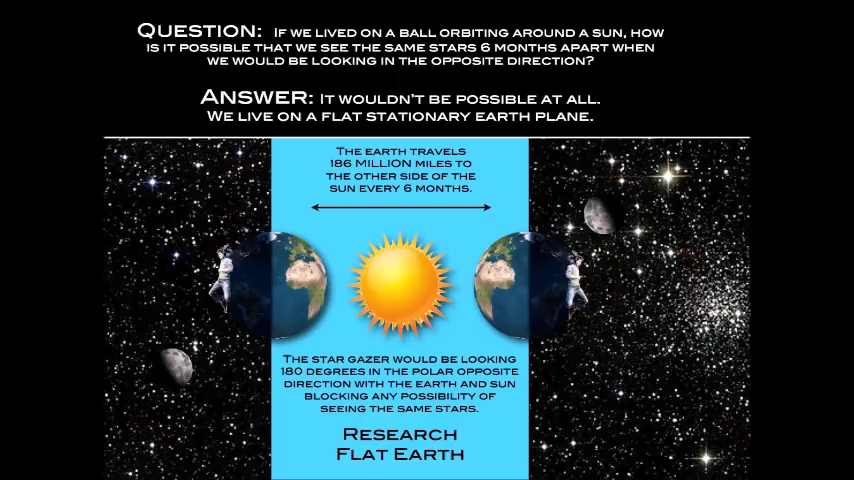 QUESTION: IF WE LIVED ON A BALL ORBITING AROUND A SUN, HOW
IS IT POSSIBLE THAT WE SEE THE SAME STARS 6 MONTHS APART WHEN
WE WOULD BE LOOKING IN THE OPPOSITE DIRECTION?
ANSWER: IT WOULDN'T BE POSSIBLE AT ALL.
WE LIVE ON A FLAT STATIONARY EARTH PLANE.
THE EARTH TRAVELS
186 MILLION MILES TO
THE OTHER SIDE OF THE
SUN EVERY 6 MONTHS.
THE STAR GAZER WOULD BE LOOKING
180 DEGREES IN THE POLAR OPPOSITE
DIRECTION WITH THE EARTH AND SUN
BLOCKING ANY POSSIBILITY OF
SEEING THE SAME STARS.
RESEARCH
FLAT EARTH